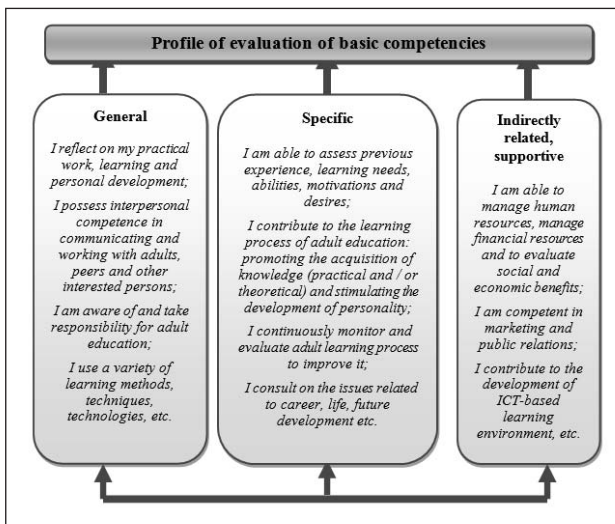 Profile of evaluation of basic competencies
General
I reflect on my practical
work, learning and
personal development;
I possess interpersonal
competence in
communicating and
working with adults,
peers and other
interested persons;
I am aware of and take
responsibility for adult
education;
I use a variety of
learning methods,
techniques,
technologies, etc.
Specific
I am able to assess previous
experience, learning needs,
abilities, motivations and
desires;
I contribute to the learning
process of adult education:
promoting the acquisition of
knowledge (practical and / or
theoretical) and stimulating the
development of personality;
I continuously monitor and
evaluate adult learning process
to improve it;
I consult on the issues related
to career, life, future
development etc.
Indirectly
related,
supportive
I am able to
manage human
resources, manage
financial resources
and to evaluate
social and
economic benefits;
I am competent in
marketing and
public relations;
I contribute to the
development of
ICT-based
learning
environment, etc.